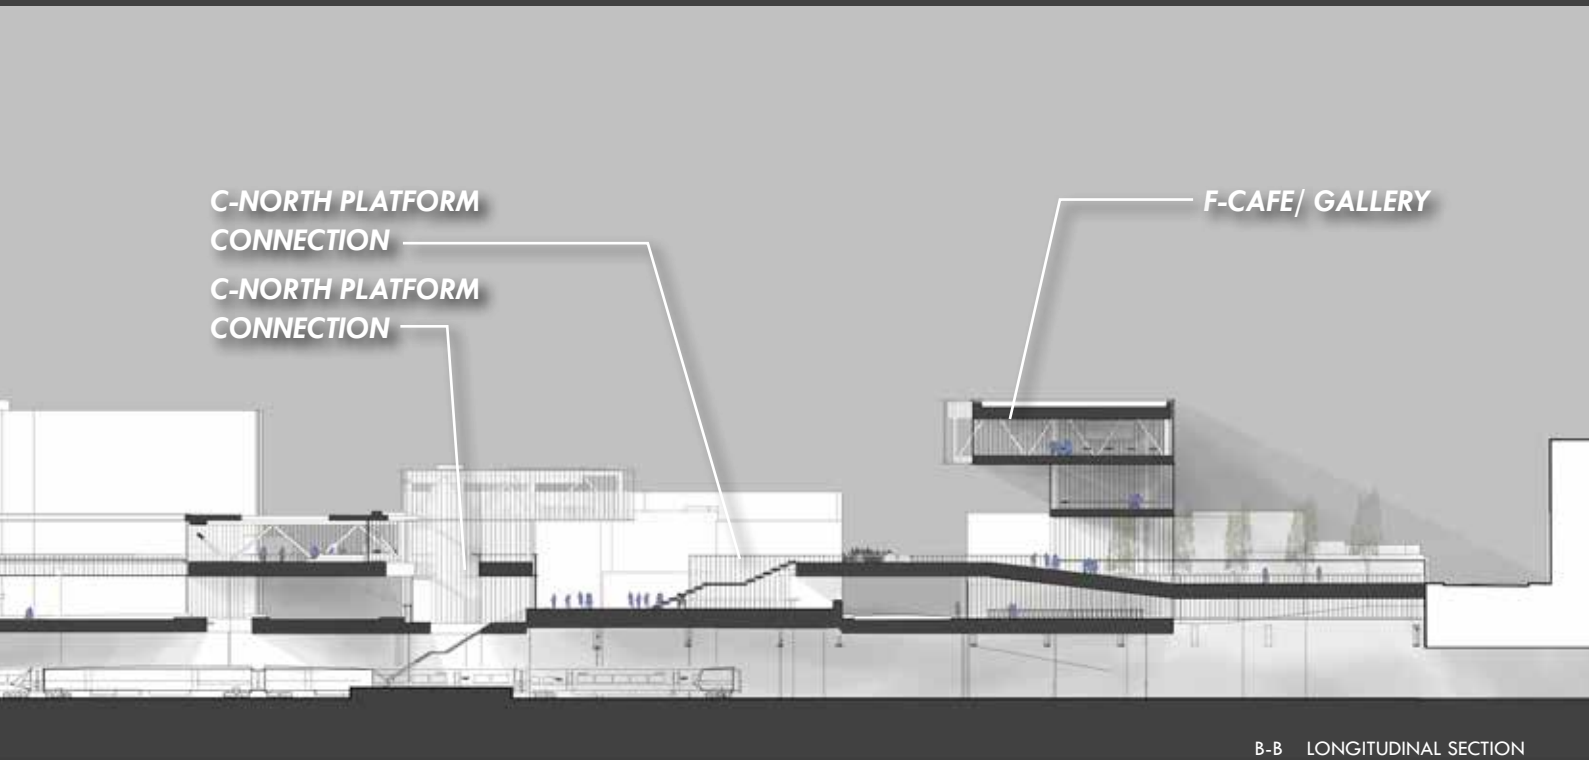 C-NORTH PLATFORM
CONNECTION
C-NORTH PLATFORM
CONNECTION
F-CAFE/ GALLERY
B-B LONGITUDINAL SECTION